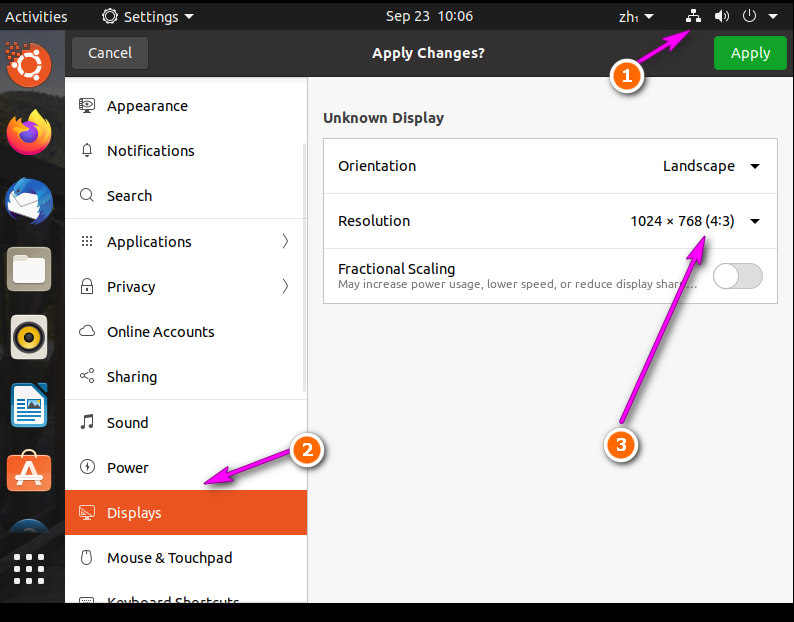 Activities
Settings
Sep 23 10:06
zh₁
Cancel
Apply Changes?
Apply
1
Appearance
Notifications
Search
Applications
Privacy
Online Accounts
Sharing
Sound
Power
Displays
Mouse & Touchpad
Keyboard Shortcuts
2
Unknown Display
Orientation
Landscape
Resolution
1024 × 768 (4:3)
Fractional Scaling
May increase power usage, lower speed, or reduce display shar…
3